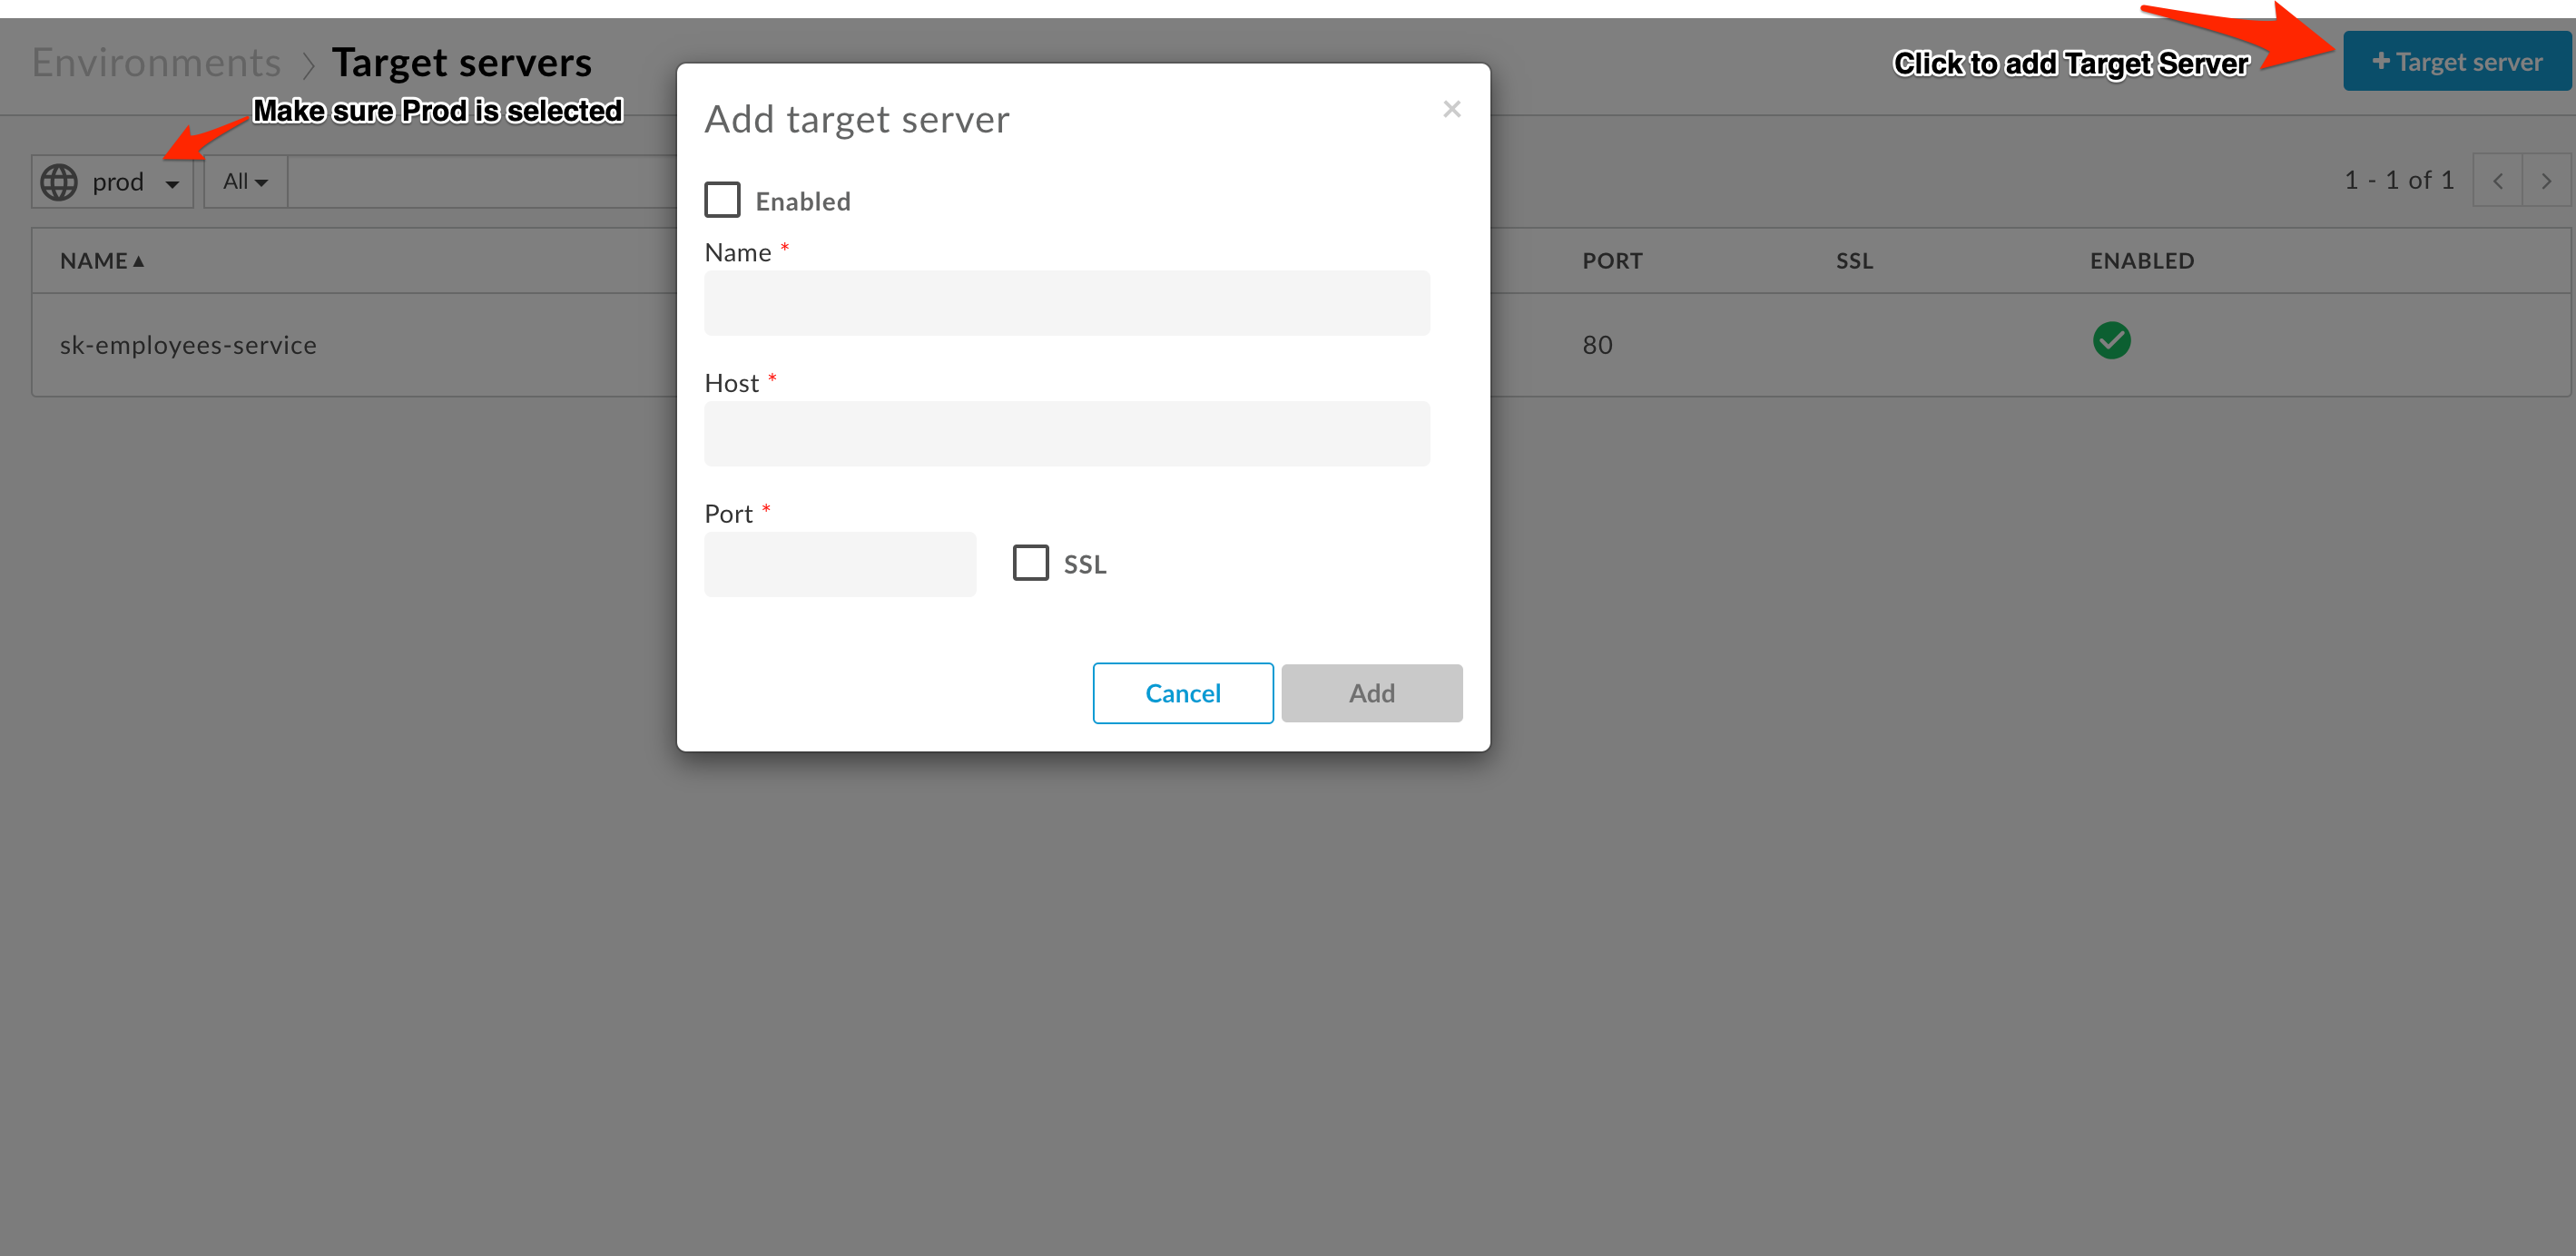 Environments > Target servers
Click to add Target Server
+ Target server
Make sure Prod is selected
prod
All
1 - 1 of 1
NAME
PORT
SSL
ENABLED
sk-employees-service
80
Add target server
×
Enabled
Name *
Host *
Port *
SSL
Cancel
Add